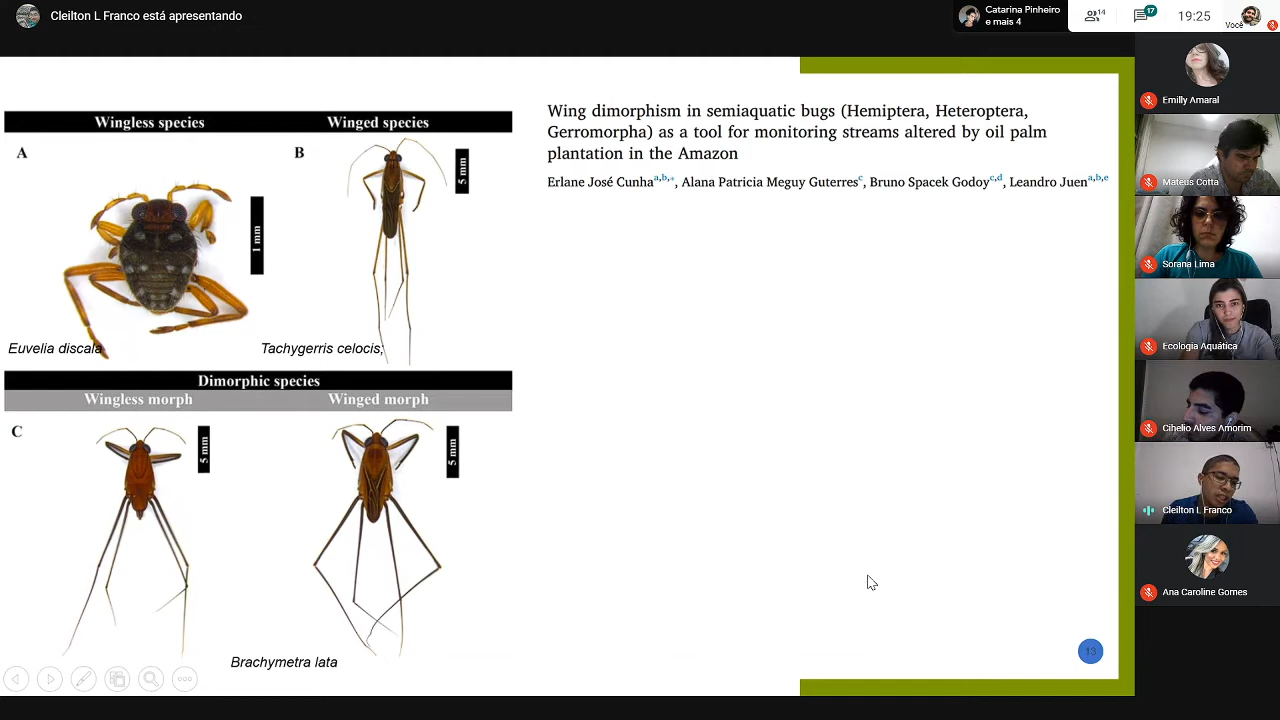 Cleilton L Franco está apresentando
Catarina Pinheiro
e mais 4
14
17
19:25
Você
Wingless species
Winged species
A
B
1 mm
5 mm
Euvelia discala
Tachygerris celocis;
Dimorphic species
Wingless morph
Winged morph
C
5 mm
5 mm
Brachymetra lata
Wing dimorphism in semiaquatic bugs (Hemiptera, Heteroptera,
Gerromorpha) as a tool for monitoring streams altered by oil palm
plantation in the Amazon
Erlane José Cunha a,b,*, Alana Patricia Meguy Guterres c, Bruno Spacek Godoy c,d, Leandro Juen a,b,e
13
Emilly Amaral
Mateus Cotta
Sorana Lima
Ecologia Aquática
Cihelio Alves Amorim
Cleilton L Franco
Ana Caroline Gomes